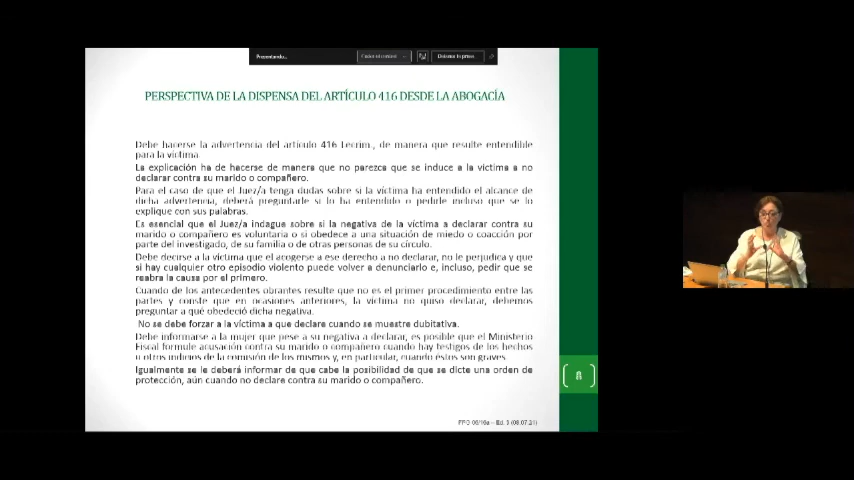 Presentando...
PERSPECTIVA DE LA DISPENSA DEL ARTÍCULO 416 DESDE LA ABOGACÍA
Debe hacerse la advertencia del artículo 416 Lecrim., de manera que resulte entendible
para la víctima.
La explicación ha de hacerse de manera que no parezca que se induce a la víctima a no
declarar contra su marido o compañero.
Para el caso de que el Juez/a tenga dudas sobre si la víctima ha entendido el alcance de
dicha advertencia, deberá preguntarle si lo ha entendido o pedirle incluso que se lo
explique con sus palabras.
Es esencial que el Juez/a indague sobre si la negativa de la víctima a declarar contra su
marido o compañero es voluntaria o si obedece a una situación de miedo o coacción por
parte del investigado, de su familia o de otras personas de su círculo.
Debe decirse a la víctima que el acogerse a ese derecho a no declarar, no le perjudica y que
si hay cualquier otro episodio violento puede volver a denunciarlo e, incluso, pedir que se
reabra la causa por el primero.
Cuando de los antecedentes obrantes resulte que no es el primer procedimiento entre las
partes y conste que en ocasiones anteriores, la víctima no quiso declarar, debemos
preguntar a qué obedeció dicha negativa.
No se debe forzar a la víctima a que declare cuando se muestre dubitativa.
Debe informarse a la mujer que pese a su negativa a declarar, es posible que el Ministerio
Fiscal formule acusación contra su marido o compañero cuando hay testigos de los hechos
u otros indicios de la comisión de los mismos y, en particular, cuando éstos son graves.
Igualmente se le deberá informar de que cabe la posibilidad de que se dicte una orden de
protección, aún cuando no declare contra su marido o compañero.
8
Ed. 3 (08.07.21)